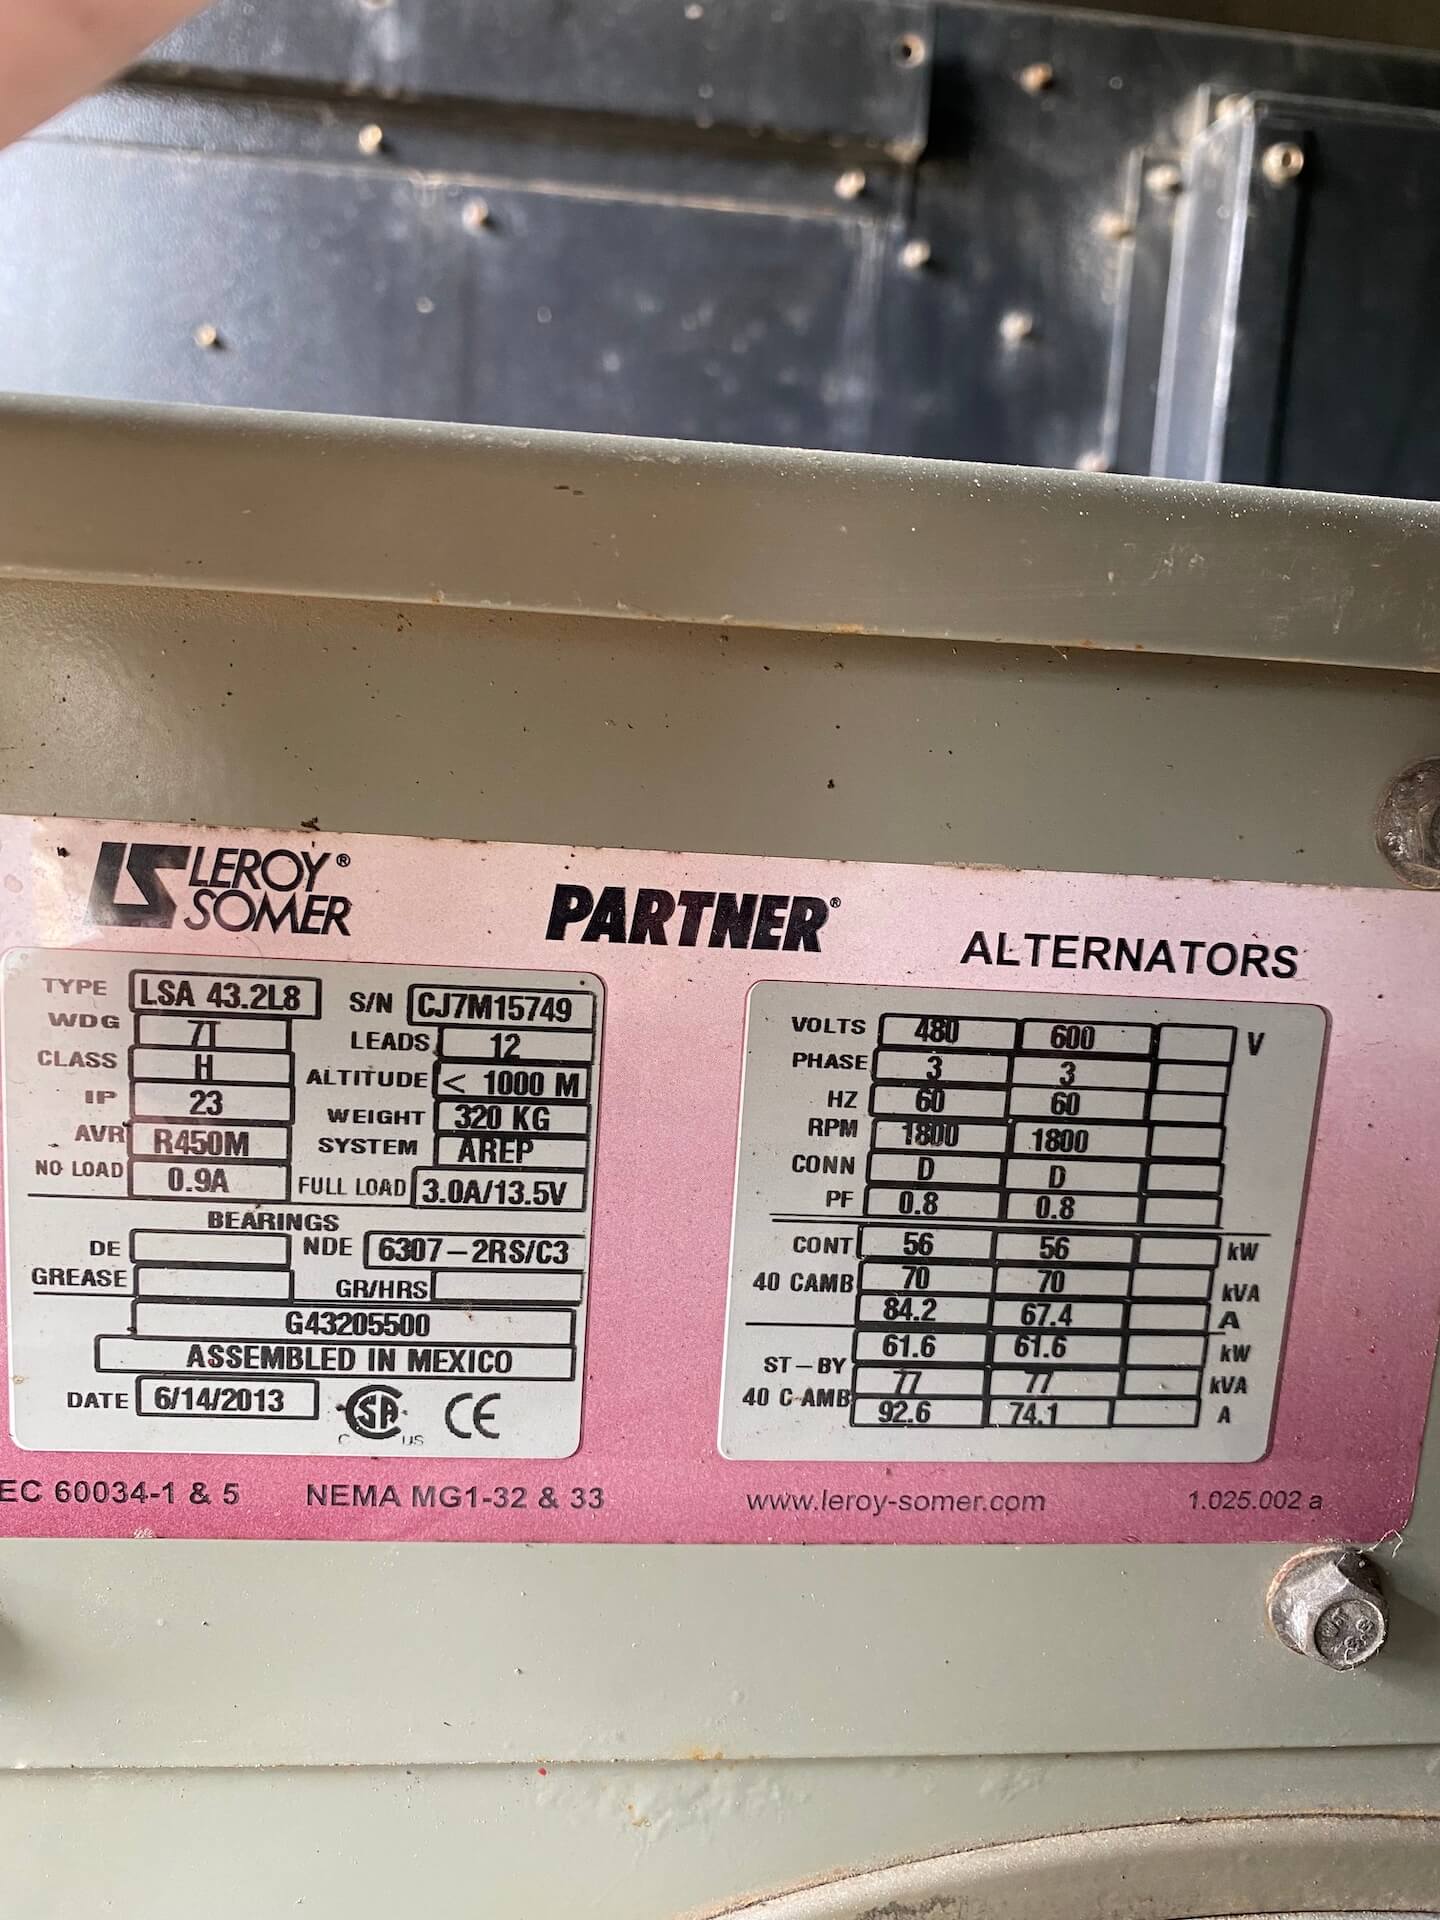 LS LEROY®
SOMER
PARTNER®
ALTERNATORS
TYPE LSA 43.2L8 S/N CJ7M15749
WDG 7T LEADS 12
CLASS H ALTITUDE < 1000 M
IP 23 WEIGHT 320 KG
AVR R450M SYSTEM AREP
NO LOAD 0.9A FULL LOAD 3.0A/13.5V
BEARINGS
DE NDE 6307-2RS/C3
GREASE GR/HRS
G43205500
ASSEMBLED IN MEXICO
DATE 6/14/2013 C SA US CE
VOLTS 480 600 V
PHASE 3 3
HZ 60 60
RPM 1800 1800
CONN D D
PF 0.8 0.8
CONT 56 56 kW
40 CAMB 70 70 kVA
84.2 67.4 A
61.6 61.6 kW
ST-BY 77 77 kVA
40 C AMB 92.6 74.1 A
EC 60034-1 & 5 NEMA MG1-32 & 33
www.leroy-somer.com 1.025.002 a